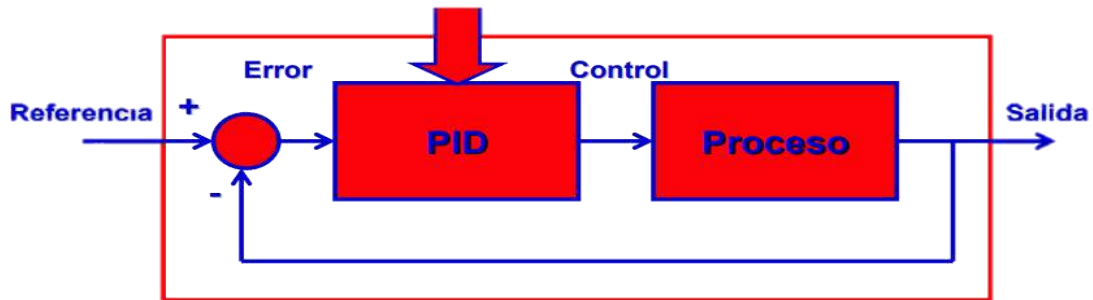 Error
Control
Referencia
+
Salida
PID
Proceso
-